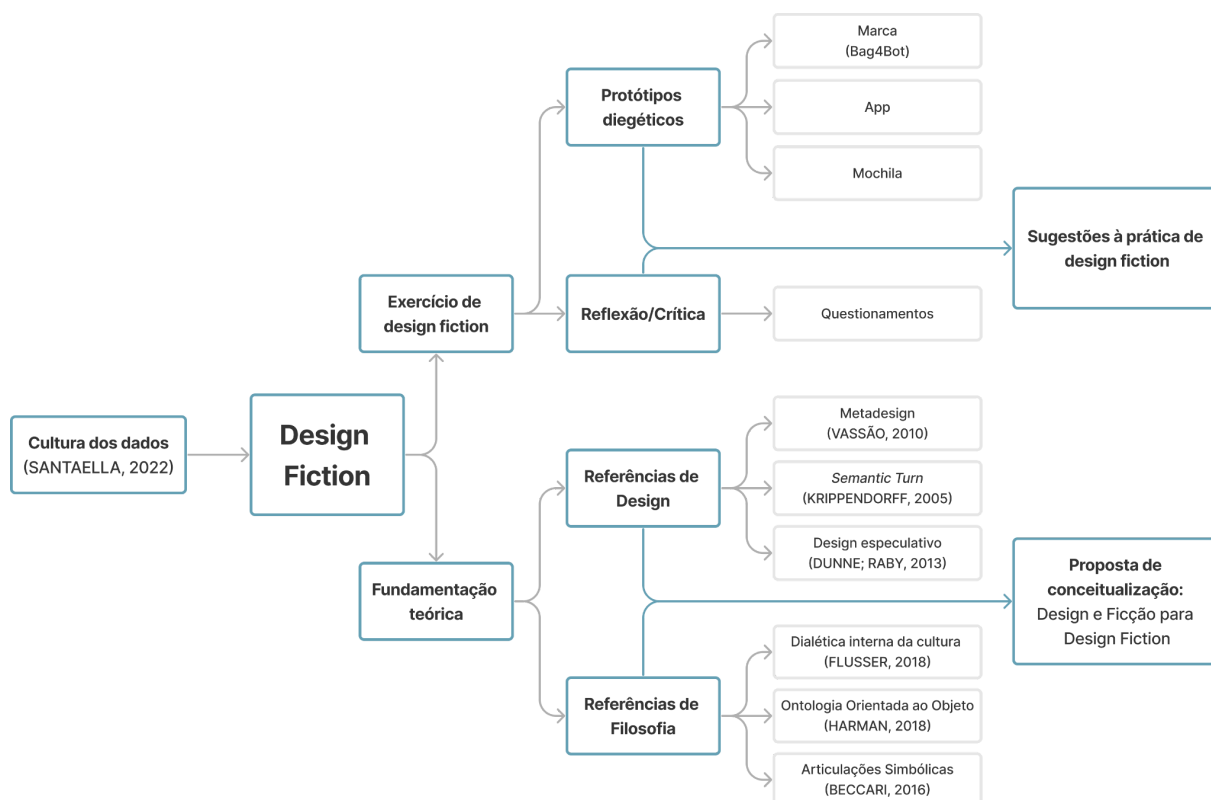 Marca
(Bag4Bot)
App
Mochila
Protótipos
diegéticos
Sugestões à prática de
design fiction
Exercício de
design fiction
Reflexão/Crítica
Questionamentos
Cultura dos dados
(SANTAELLA, 2022)
Design
Fiction
Referências de
Design
Metadesign
(VASSÃO, 2010)
Semantic Turn
(KRIPPENDORFF, 2005)
Design especulativo
(DUNNE; RABY, 2013)
Fundamentação
teórica
Proposta de
conceitualização:
Design e Ficção para
Design Fiction
Referências de
Filosofia
Dialética interna da cultura
(FLUSSER, 2018)
Ontologia Orientada ao Objeto
(HARMAN, 2018)
Articulações Simbólicas
(BECCARI, 2016)